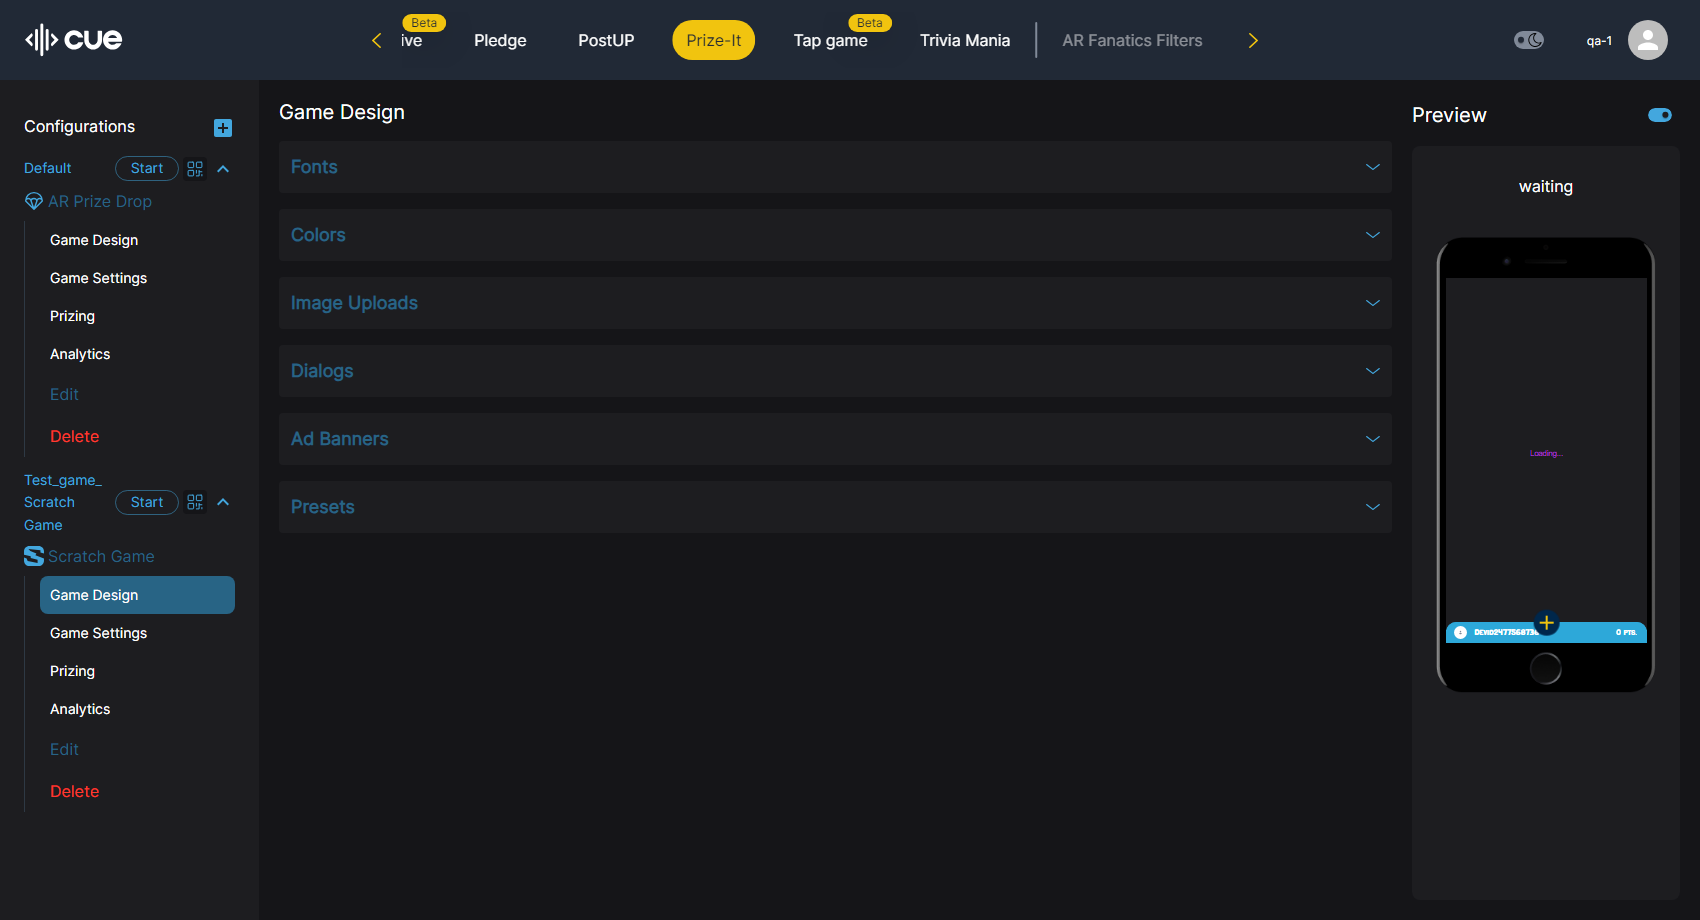 cue
Beta
ive
Pledge
PostUP
Prize-It
Beta
Tap game
Trivia Mania
AR Fanatics Filters
qa-1
Configurations
Default
Start
AR Prize Drop
Game Design
Game Settings
Prizing
Analytics
Edit
Delete
Test_game_
Scratch
Game
Start
Scratch Game
Game Design
Game Settings
Prizing
Analytics
Edit
Delete
Game Design
Fonts
Colors
Image Uploads
Dialogs
Ad Banners
Presets
Preview
waiting
Loading...
0 PTS.